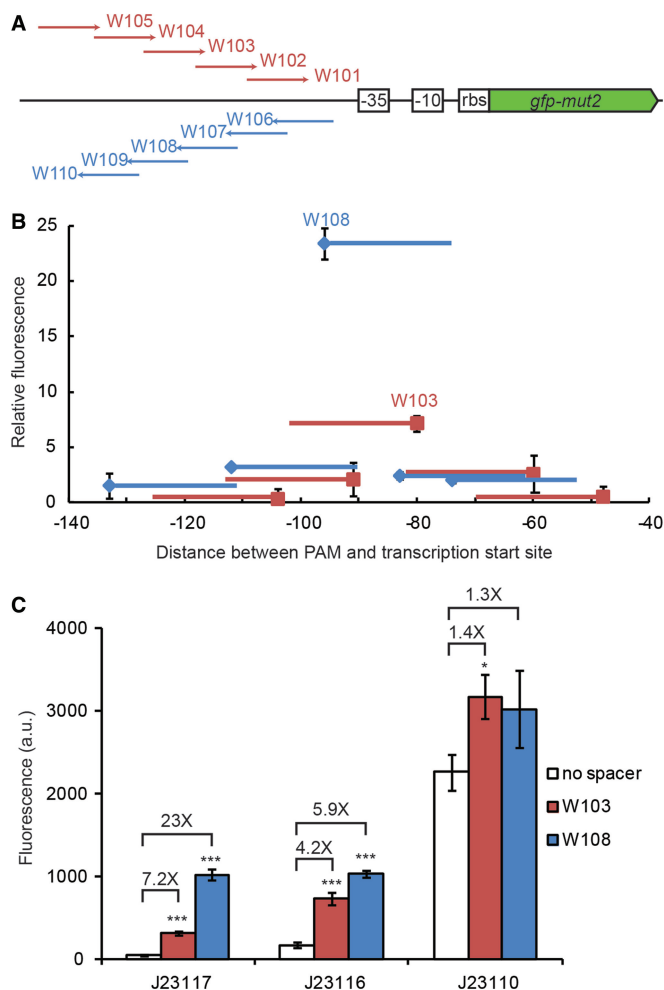 A
W105
W104
W103
W102
W101
-35
-10
rbs
gfp-mut2
W106
W107
W108
W109
W110
B
Relative fluorescence
25
20
15
10
5
0
W108
W103
-140
-120
-100
-80
-60
-40
Distance between PAM and transcription start site
C
Fluorescence (a.u.)
4000
3000
2000
1000
0
23X
7.2X
***
***
5.9X
4.2X
***
***
1.3X
1.4X
*
no spacer
W103
W108
J23117
J23116
J23110